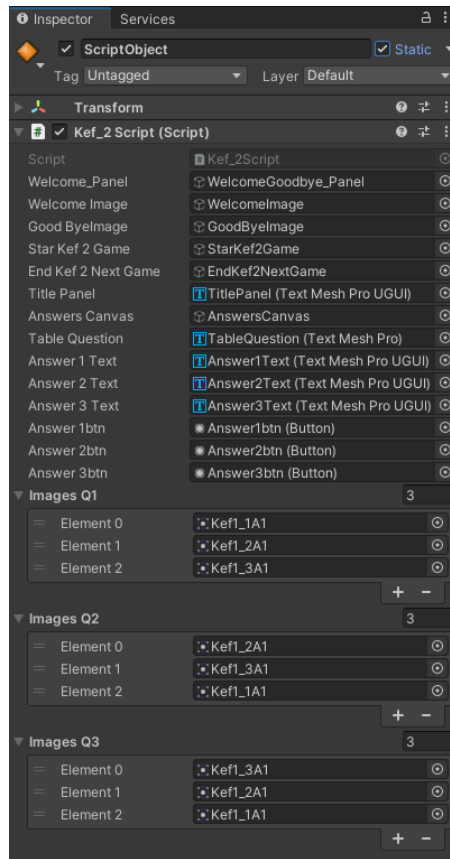 Inspector Services
ScriptObject Static
Tag Untagged Layer Default
Transform
# Kef_2 Script (Script)
Script Kef_2Script
Welcome_Panel WelcomeGoodbye_Panel
Welcome Image WelcomeImage
Good ByeImage GoodByeImage
Star Kef 2 Game StarKef2Game
End Kef 2 Next Game EndKef2NextGame
Title Panel TitlePanel (Text Mesh Pro UGUI)
Answers Canvas AnswersCanvas
Table Question TableQuestion (Text Mesh Pro)
Answer 1 Text Answer1Text (Text Mesh Pro UGUI)
Answer 2 Text Answer2Text (Text Mesh Pro UGUI)
Answer 3 Text Answer3Text (Text Mesh Pro UGUI)
Answer 1btn Answer1btn (Button)
Answer 2btn Answer2btn (Button)
Answer 3btn Answer3btn (Button)
Images Q1 3
Element 0 Kef1_1A1
Element 1 Kef1_2A1
Element 2 Kef1_3A1
+ -
Images Q2 3
Element 0 Kef1_2A1
Element 1 Kef1_3A1
Element 2 Kef1_1A1
+ -
Images Q3 3
Element 0 Kef1_3A1
Element 1 Kef1_2A1
Element 2 Kef1_1A1
+ -